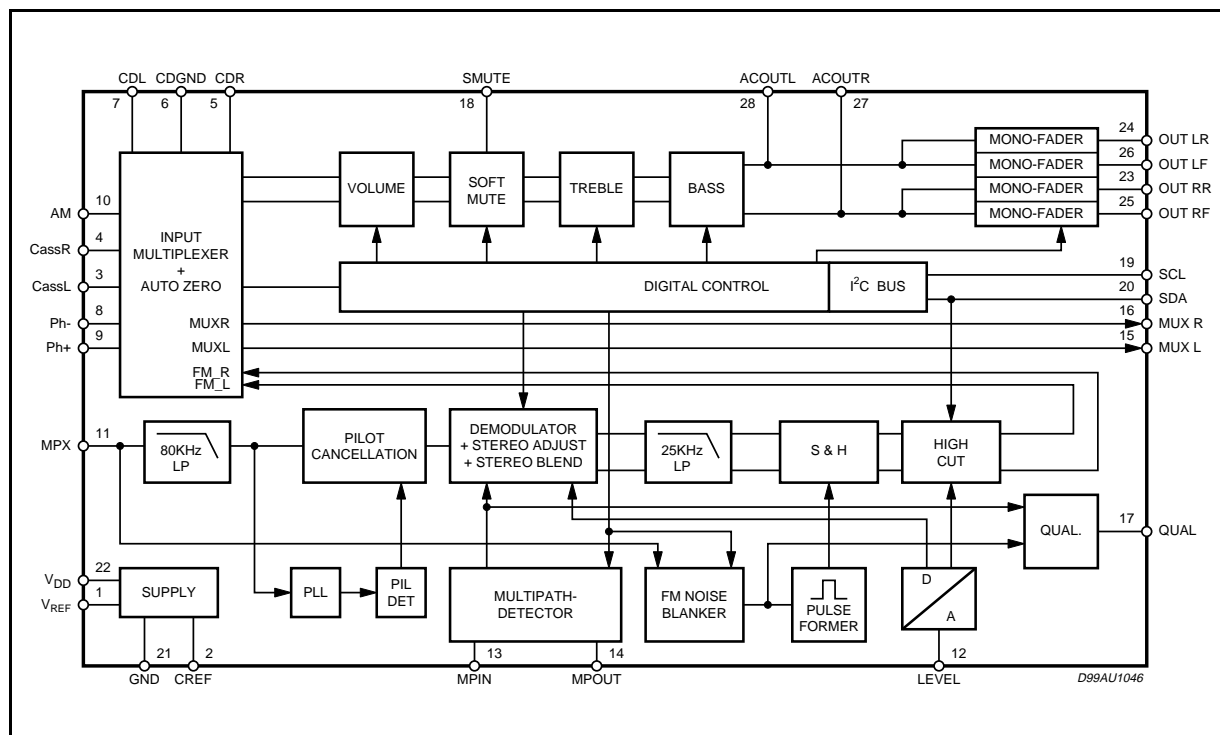 CDL CDGND CDR SMUTE ACOUTL ACOUTR
7 6 5 18 28 27
24
MONO-FADER OUT LR
26
MONO-FADER OUT LF
23
MONO-FADER OUT RR
25
MONO-FADER OUT RF
VOLUME
SOFT
MUTE
TREBLE
BASS
10
AM
4
CassR
3
CassL
8
Ph-
9
Ph+
INPUT
MULTIPLEXER
+
AUTO ZERO
MUXR
MUXL
FM_R
FM_L
DIGITAL CONTROL
I²C BUS
19
SCL
20
SDA
16
MUX R
15
MUX L
11
MPX
80KHz
LP
PILOT
CANCELLATION
DEMODULATOR
+ STEREO ADJUST
+ STEREO BLEND
25KHz
LP
S & H
HIGH
CUT
QUAL.
17
QUAL
22
VDD
1
VREF
SUPPLY
PLL
PIL
DET
MULTIPATH-
DETECTOR
FM NOISE
BLANKER
PULSE
FORMER
D
A
21 2 13 14 12
GND CREF MPIN MPOUT LEVEL
D99AU1046